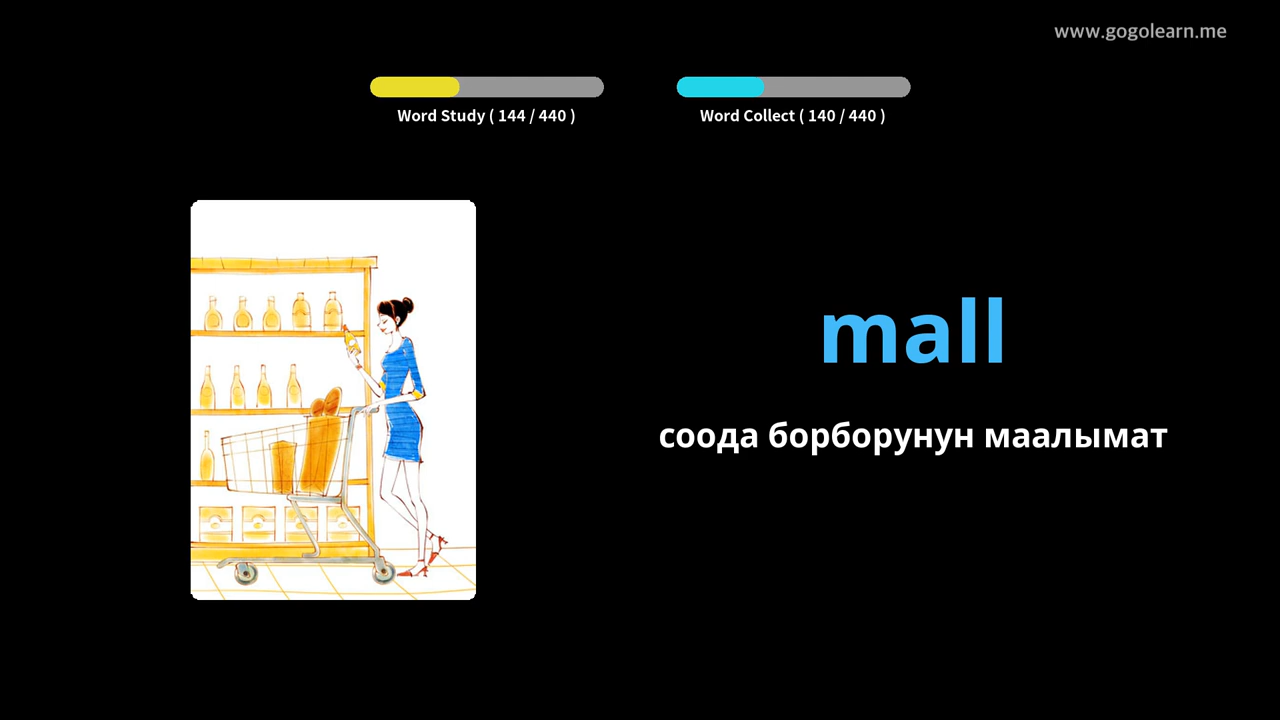 www.gogolearn.me
Word Study ( 144 / 440 )
Word Collect ( 140 / 440 )
mall
соода борборунун маалымат